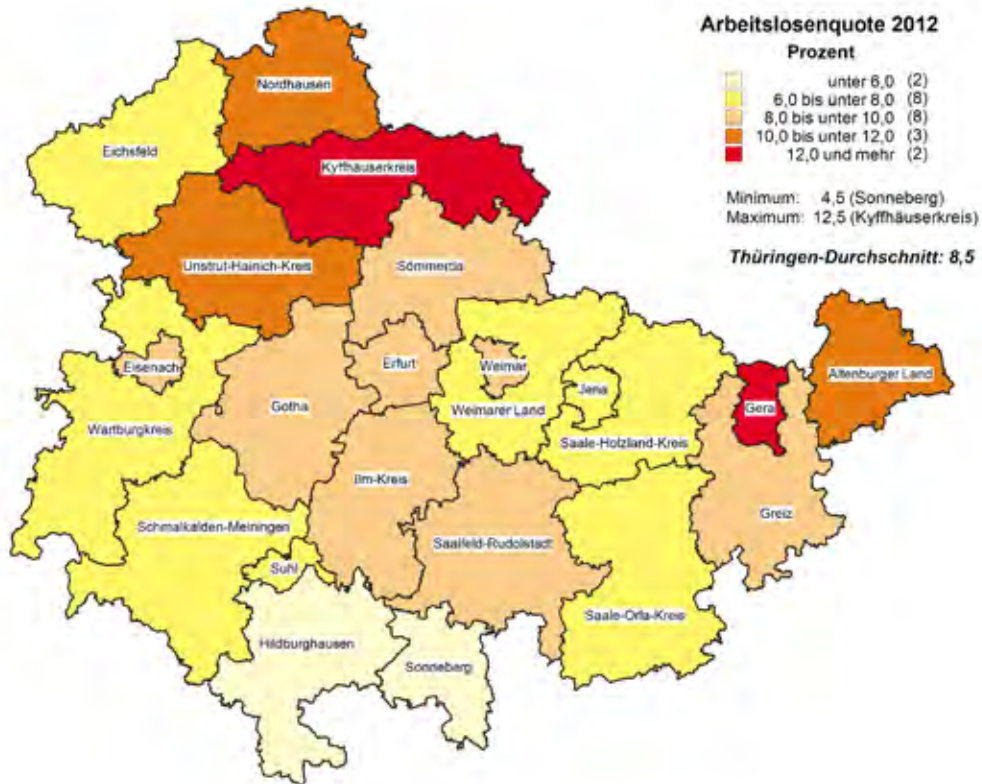 Arbeitslosenquote 2012
Prozent
unter 6,0 (2)
6,0 bis unter 8,0 (8)
8,0 bis unter 10,0 (8)
10,0 bis unter 12,0 (3)
12,0 und mehr (2)
Minimum: 4,5 (Sonneberg)
Maximum: 12,5 (Kyffhäuserkreis)
Thüringen-Durchschnitt: 8,5
Nordhausen
Eichsfeld
Kyffhäuserkreis
Unstrut-Hainich-Kreis
Sömmerda
Eisenach
Erfurt
Weimar
Jena
Altenburger Land
Gotha
Weimarer Land
Gera
Wartburgkreis
Saale-Holzland-Kreis
Ilm-Kreis
Greiz
Schmalkalden-Meiningen
Saalfeld-Rudolstadt
Suhl
Saale-Orla-Kreis
Hildburghausen
Sonneberg